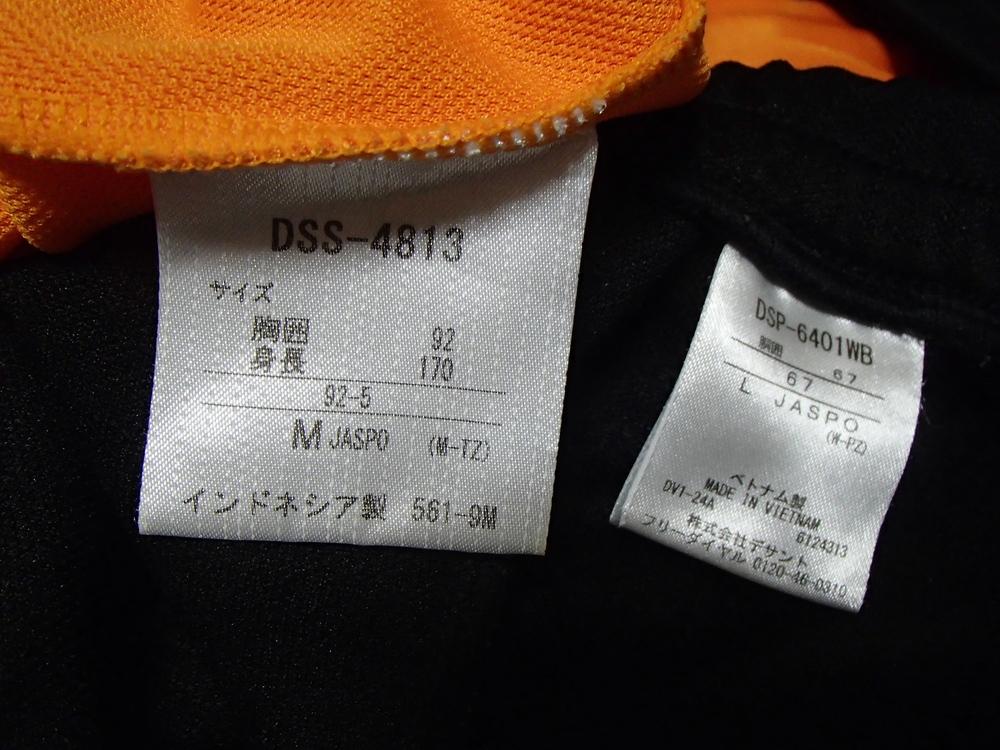 DSS-4813
サイズ
胸囲 92
身長 170
92-5
M JASPO (M-TZ)
インドネシア製 561-9M
DSP-6401WB
胴囲 67
67
L JASPO
(W-PZ)
ベトナム製
MADE IN VIETNAM
DV1-24A 6124313
株式会社デサント
フリーダイヤル 0120-46-0310